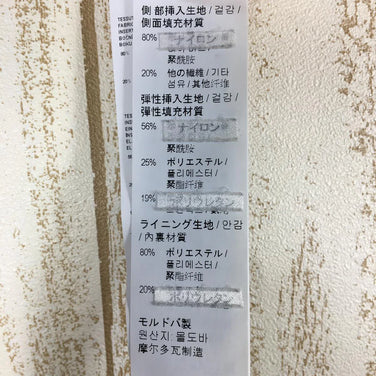 側部挿入生地/겉감/
側面填充材質
80% ナイロン
聚酰胺
20% 他の繊維/기타
섬유/其他纤维
弾性挿入生地/겉감/
彈性填充材質
56% ナイロン
聚酰胺
25% ポリエステル/
폴리에스터/
聚酯纤维
19% ポリウレタン
ライニング生地/안감
/內裏材質
80% ポリエステル/
폴리에스터/
聚酯纤维
20% ポリウレタン
モルドバ製
원산지:몰도바
摩尔多瓦制造